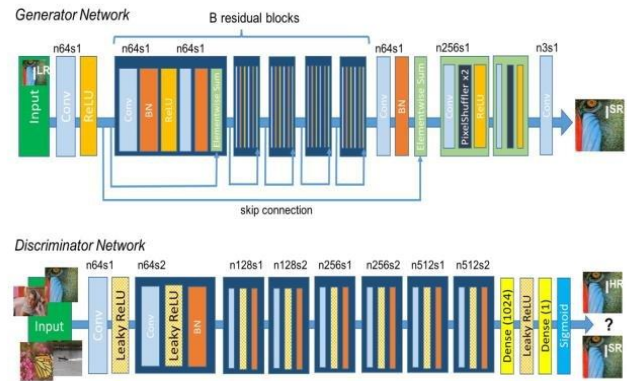 Generator Network
B residual blocks
n64s1
n64s1 n64s1
n64s1
n256s1
n3s1
I LR
Input
Conv
ReLU
Conv
BN
ReLU
Elementwise Sum
Conv
BN
Elementwise Sum
Conv
PixelShuffler x2
ReLU
Conv
I SR
skip connection
Discriminator Network
n64s1
n64s2
n128s1
n128s2
n256s1
n256s2
n512s1
n512s2
Input
Conv
Leaky ReLU
Conv
Leaky ReLU
BN
Dense (1024)
Leaky ReLU
Dense (1)
Sigmoid
I HR
?
I SR